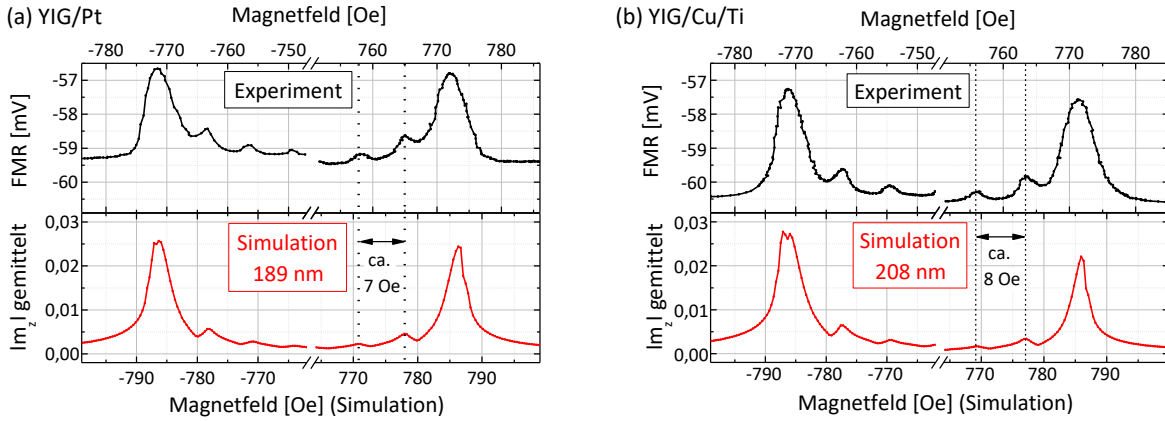 (a) YIG/Pt
Magnetfeld [Oe]
-780 -770 -760 -750 760 770 780
-57
-58
-59
-60
FMR [mV]
Experiment
0,03
0,02
0,01
0,00
|m_z| gemittelt
Simulation
189 nm
ca.
7 Oe
-790 -780 -770 770 780 790
Magnetfeld [Oe] (Simulation)
(b) YIG/Cu/Ti
Magnetfeld [Oe]
-780 -770 -760 -750 760 770 780
-57
-58
-59
-60
FMR [mV]
Experiment
0,03
0,02
0,01
0,00
|m_z| gemittelt
Simulation
208 nm
ca.
8 Oe
-790 -780 -770 770 780 790
Magnetfeld [Oe] (Simulation)